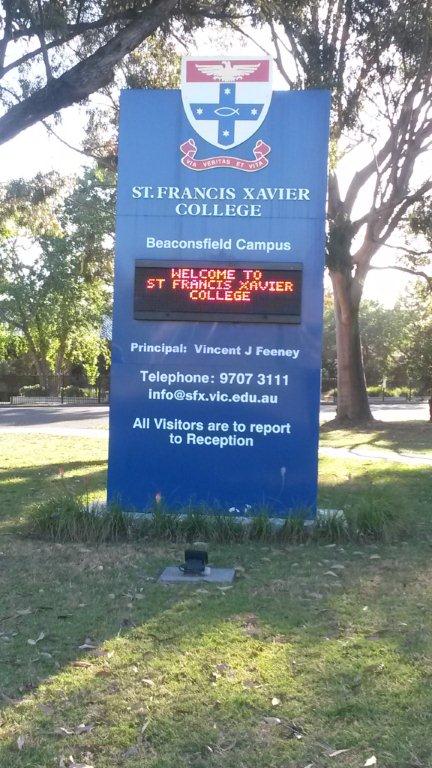 VIA VERITAS ET VITA
ST. FRANCIS XAVIER
COLLEGE
Beaconsfield Campus
WELCOME TO
ST FRANCIS XAVIER
COLLEGE
Principal: Vincent J Feeney
Telephone: 9707 3111
Info@sfx.vic.edu.au
All Visitors are to report
to Reception